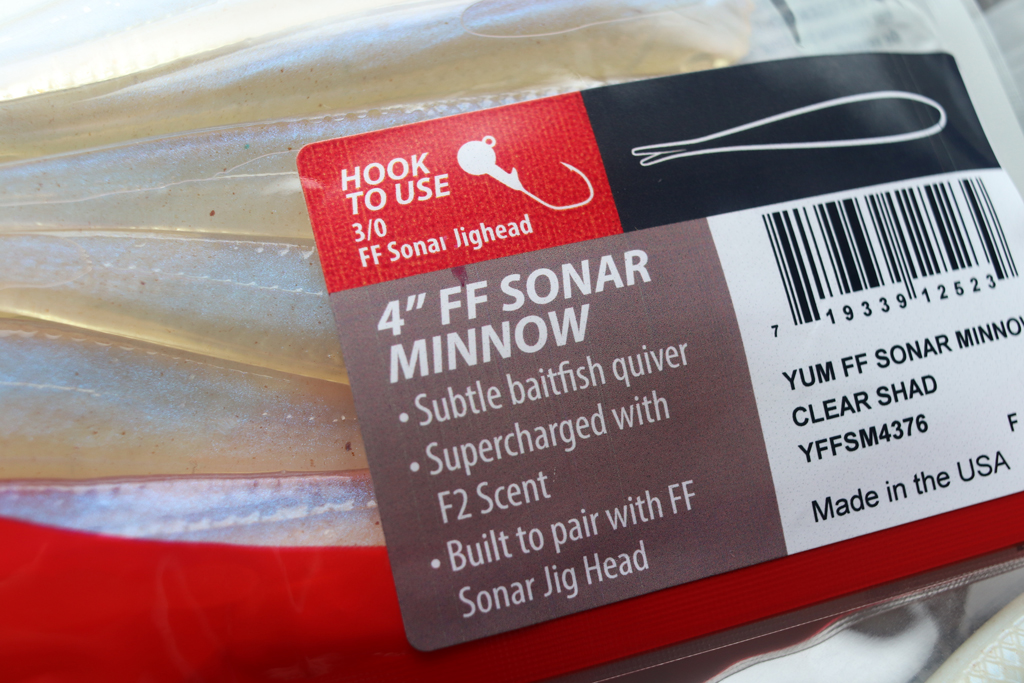 HOOK
TO USE
3/0
FF Sonar Jighead
4” FF SONAR
MINNOW
• Subtle baitfish quiver
• Supercharged with
F2 Scent
• Built to pair with FF
Sonar Jig Head
7 19339 12523
YUM FF SONAR MINNOW
CLEAR SHAD
YFFSM4376
F
Made in the USA